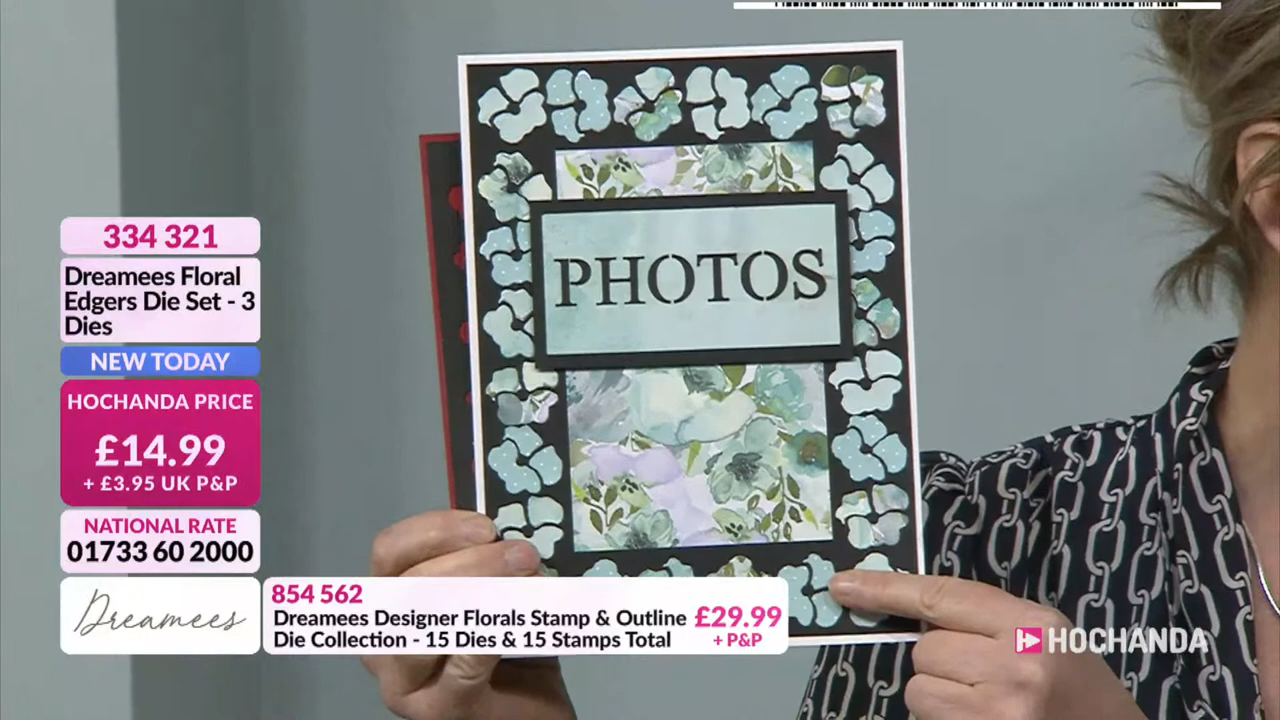 PHOTOS
334 321
Dreamees Floral
Edgers Die Set - 3
Dies
NEW TODAY
HOCHANDA PRICE
£14.99
+ £3.95 UK P&P
NATIONAL RATE
01733 60 2000
Dreamees
854 562
Dreamees Designer Florals Stamp & Outline
Die Collection - 15 Dies & 15 Stamps Total
£29.99
+ P&P
HOCHANDA